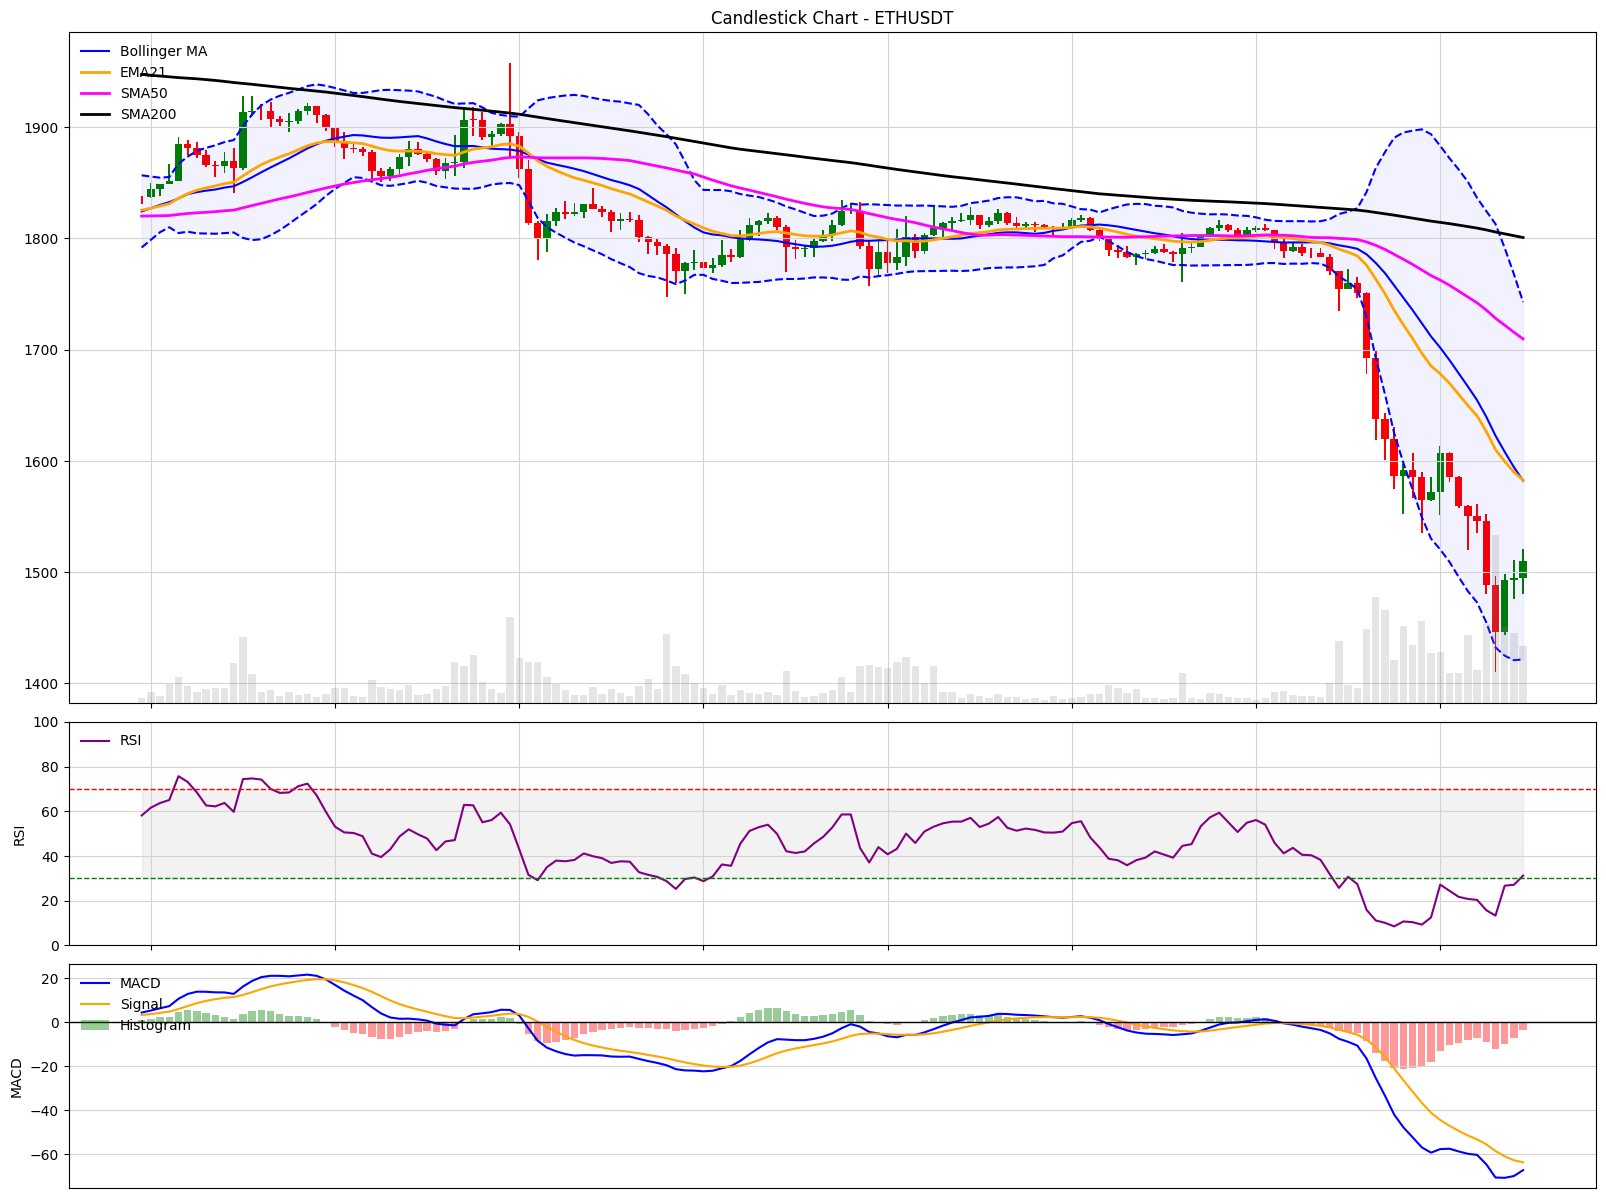 Candlestick Chart - ETHUSDT
Bollinger MA
EMA21
SMA50
SMA200
1900
1800
1700
1600
1500
1400
RSI
100
80
60
40
20
0
RSI
MACD
Signal
Histogram
20
0
−20
−40
−60
MACD